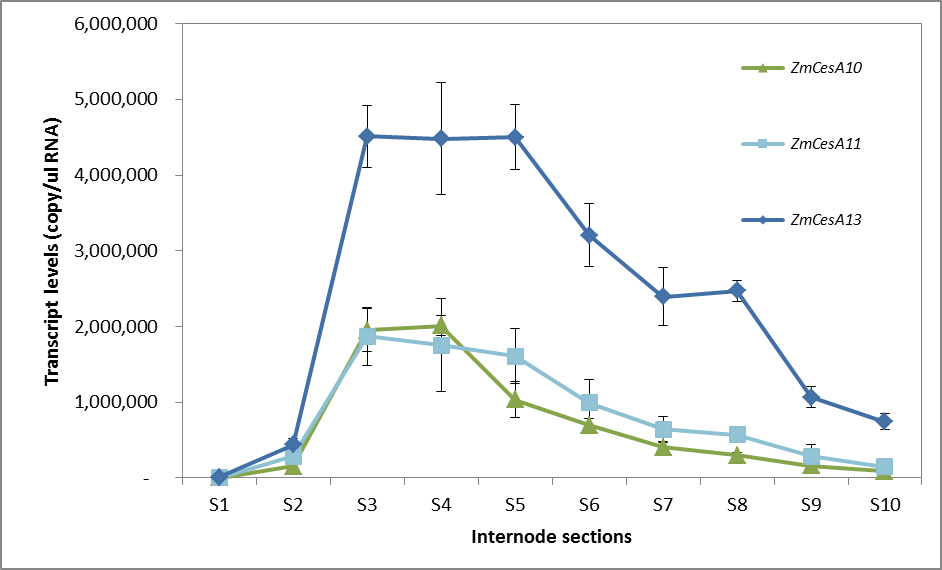 6,000,000
5,000,000
4,000,000
3,000,000
2,000,000
1,000,000
-
Transcript levels (copy/ul RNA)
ZmCesA10
ZmCesA11
ZmCesA13
S1 S2 S3 S4 S5 S6 S7 S8 S9 S10
Internode sections